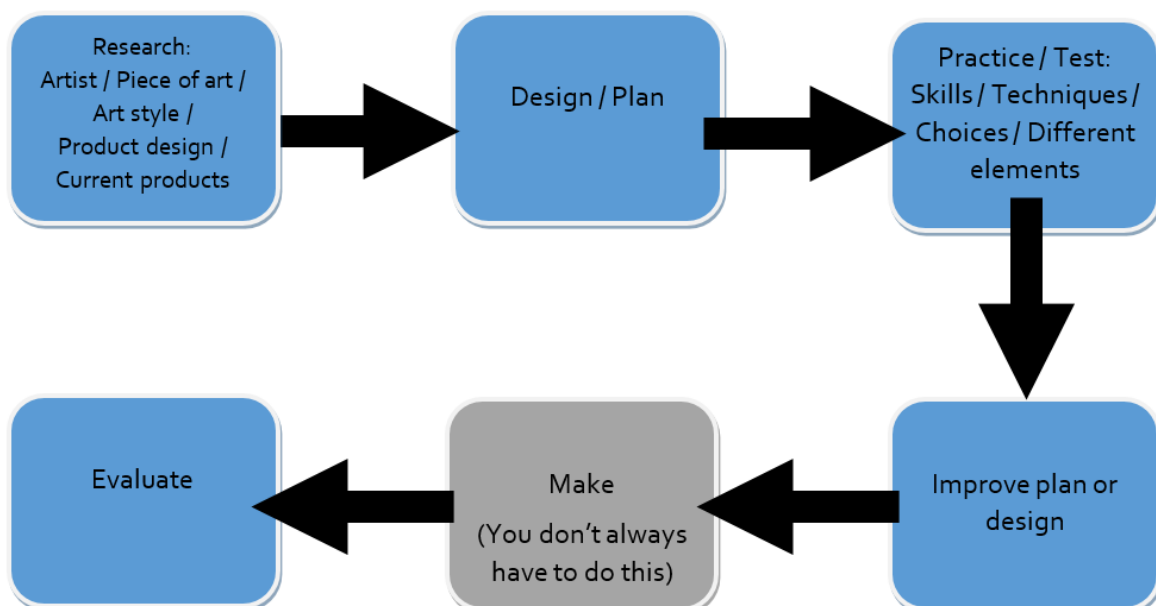 Research:
Artist / Piece of art /
Art style /
Product design /
Current products
Design / Plan
Practice / Test:
Skills / Techniques /
Choices / Different
elements
Improve plan or
design
Make
(You don’t always
have to do this)
Evaluate